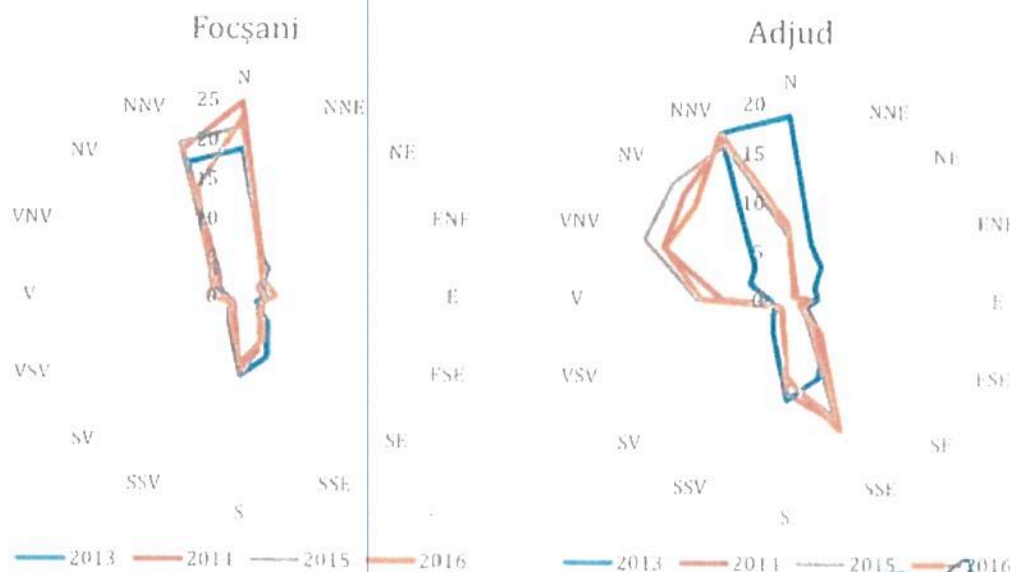 Focșani
N
NNV
NNE
25
20
NV
NE
15
VNV
10
ENE
5
V
0
E
VSV
ESE
SV
SE
SSV
SSE
S
2013 2014 2015 2016
Adjud
N
20
NNV
NNE
15
NV
NE
10
VNV
ENE
5
V
0
E
VSV
ESE
SV
SE
SSV
SSE
S
2013 2014 2015 2016